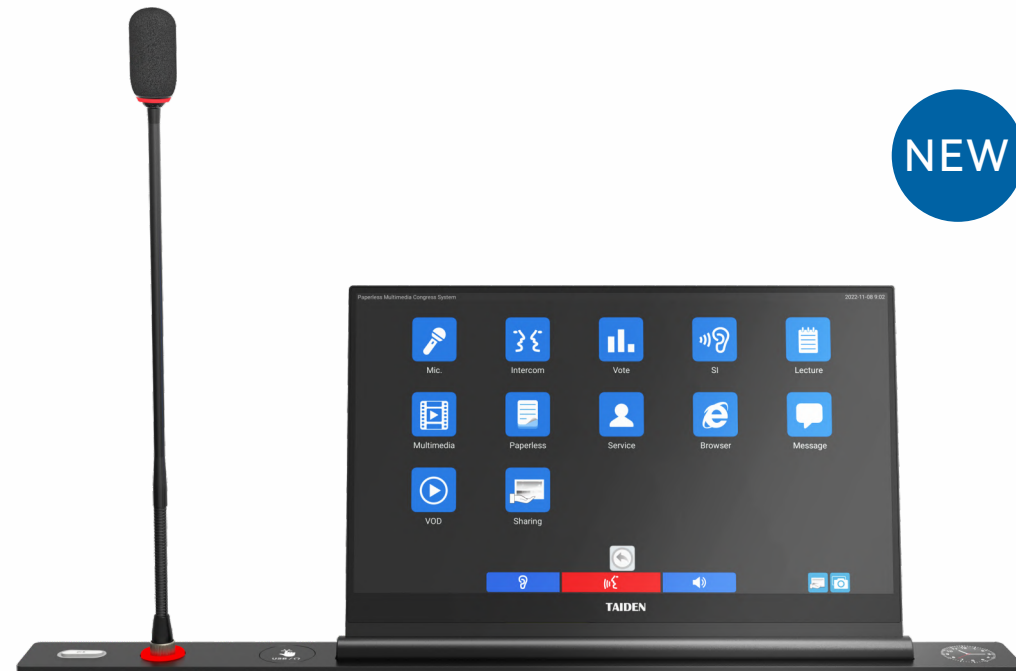 NEW
Paperless Multimedia Congress System
2022-11-08 9:02
Mic.
Intercom
Vote
SI
Lecture
Multimedia
Paperless
Service
Browser
Message
VOD
Sharing
TAIDEN
USB